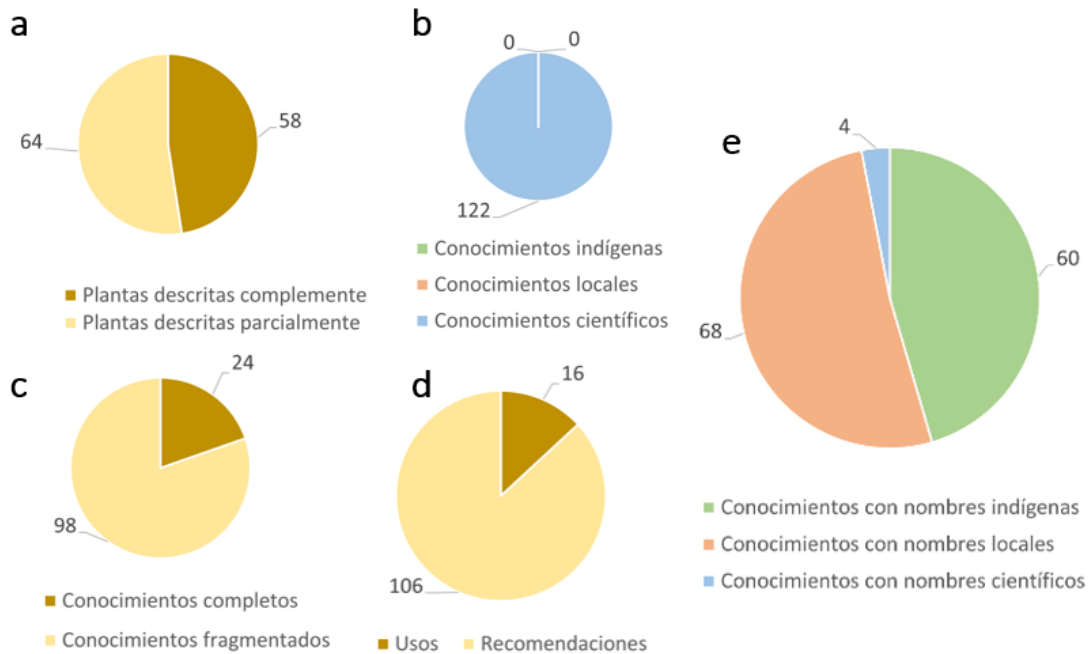 a
58
64
Plantas descritas complemente
Plantas descritas parcialmente
b
0 0
122
Conocimientos indígenas
Conocimientos locales
Conocimientos científicos
c
24
98
Conocimientos completos
Conocimientos fragmentados
d
16
106
Usos Recomendaciones
e
4
60
68
Conocimientos con nombres indígenas
Conocimientos con nombres locales
Conocimientos con nombres científicos